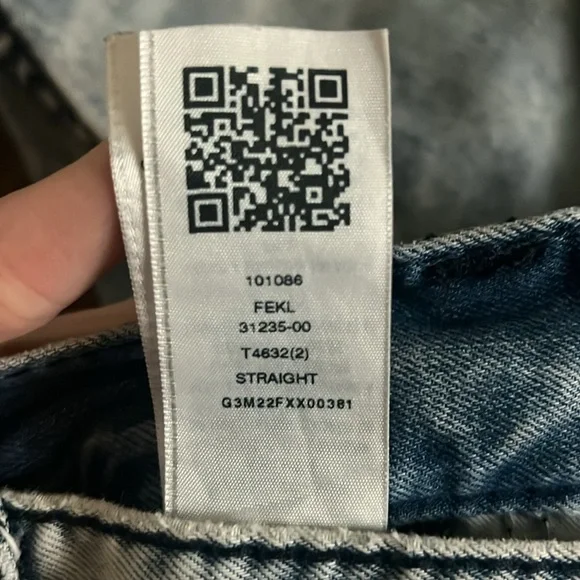 101086
FEKL
31235-00
T4632(2)
STRAIGHT
G3M22FXX00381